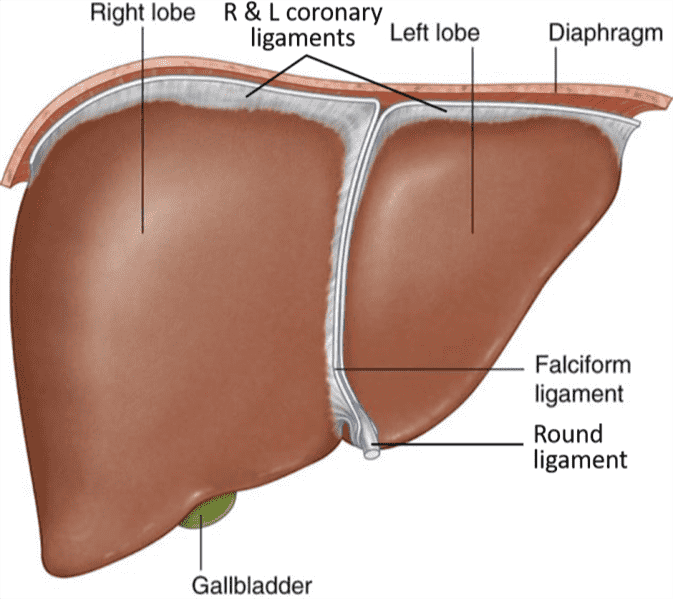 Right lobe
R & L coronary
ligaments
Left lobe
Diaphragm
Falciform
ligament
Round
ligament
Gallbladder